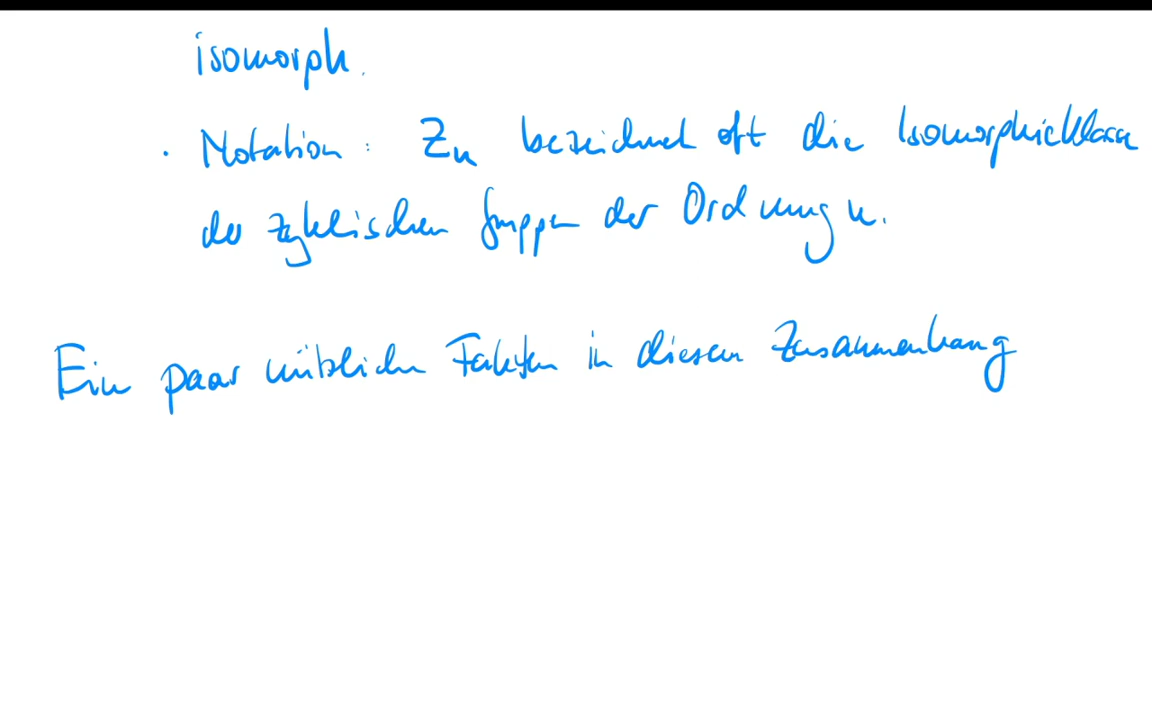 isomorph.
· Notation: Zn bezeichnet oft die Isomorphieklasse
der zyklischen Gruppen der Ordnung n.
Ein paar nützliche Fakten in diesem Zusammenhang